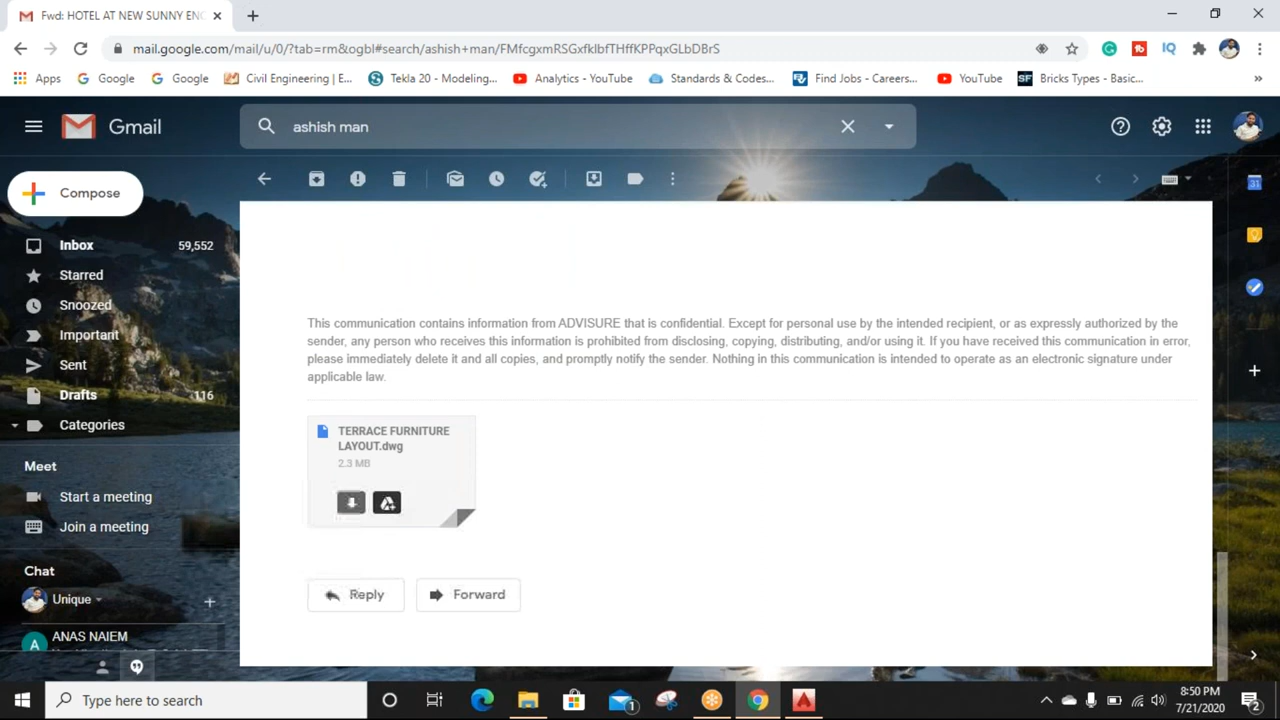 Fwd: HOTEL AT NEW SUNNY ENC
mail.google.com/mail/u/0/?tab=rm&ogbl#search/ashish+man/FMfcgxmRSGxfklbfTHffKPPqxGLbDBrS
Apps
Google
Google
Civil Engineering | E...
Tekla 20 - Modeling...
Analytics - YouTube
Standards & Codes...
Find Jobs - Careers...
YouTube
SF
Bricks Types - Basic...
»
Gmail
ashish man
Compose
Inbox 59,552
Starred
Snoozed
Important
Sent
Drafts 116
Categories
Meet
Start a meeting
Join a meeting
Chat
Unique
A
ANAS NAIEM
31
This communication contains information from ADVISURE that is confidential. Except for personal use by the intended recipient, or as expressly authorized by the
sender, any person who receives this information is prohibited from disclosing, copying, distributing, and/or using it. If you have received this communication in error,
please immediately delete it and all copies, and promptly notify the sender. Nothing in this communication is intended to operate as an electronic signature under
applicable law.
TERRACE FURNITURE
LAYOUT.dwg
2.3 MB
Reply
Forward
Type here to search
1
8:50 PM
7/21/2020
2